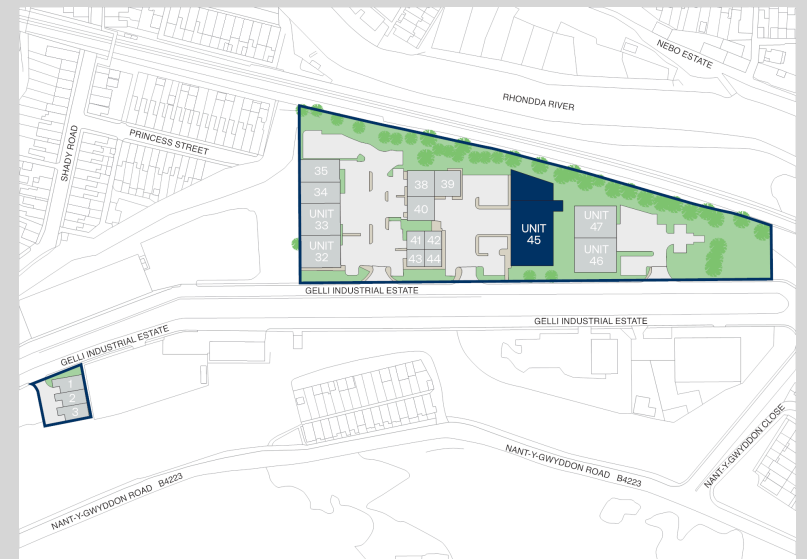 NEBO ESTATE
RHONDDA RIVER
SHADY ROAD
PRINCESS STREET
35
34
UNIT
33
UNIT
32
38
39
40
41
42
43
44
UNIT
45
UNIT
47
UNIT
46
GELLI INDUSTRIAL ESTATE
GELLI INDUSTRIAL ESTATE
GELLI INDUSTRIAL ESTATE
1
2
3
NANT-Y-GWYDDON CLOSE
NANT-Y-GWYDDON ROAD B4223
NANT-Y-GWYDDON ROAD B4223